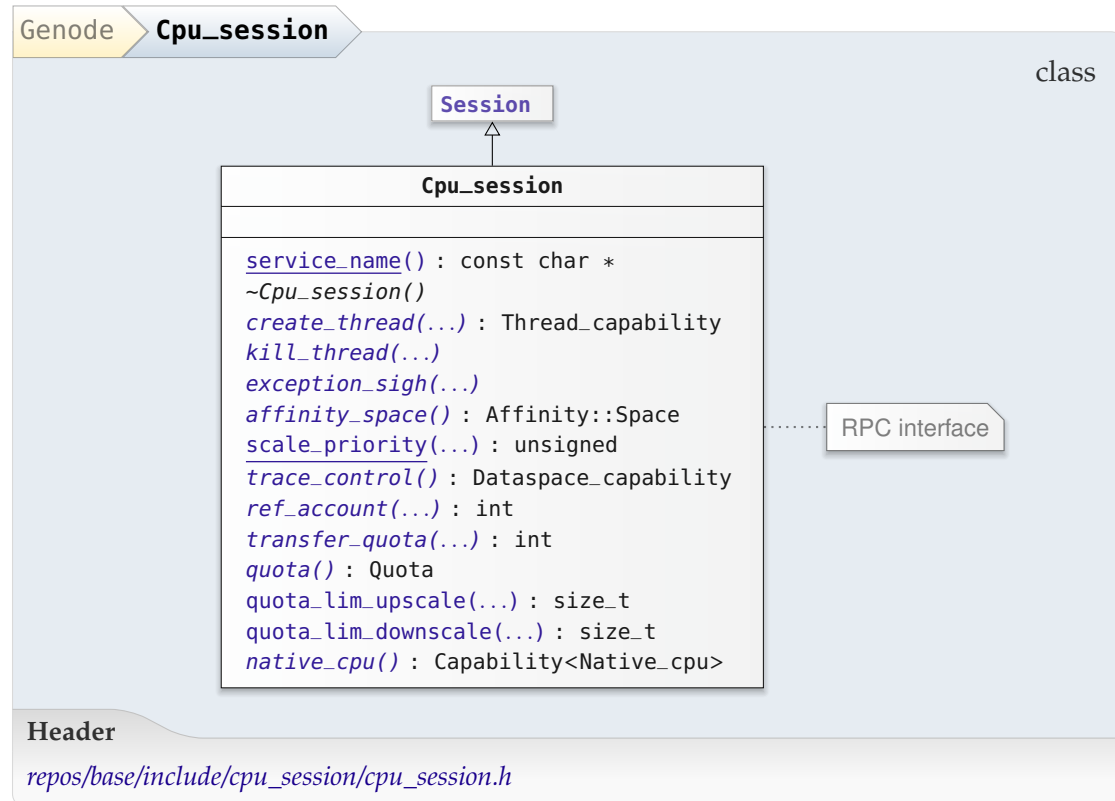 Genode Cpu_session
class
Session
Cpu_session
service_name() : const char *
~Cpu_session()
create_thread(...) : Thread_capability
kill_thread(...)
exception_sigh(...)
affinity_space() : Affinity::Space
scale_priority(...) : unsigned
trace_control() : Dataspace_capability
ref_account(...) : int
transfer_quota(...) : int
quota() : Quota
quota_lim_upscale(...) : size_t
quota_lim_downscale(...) : size_t
native_cpu() : Capability<Native_cpu>
RPC interface
Header
repos/base/include/cpu_session/cpu_session.h